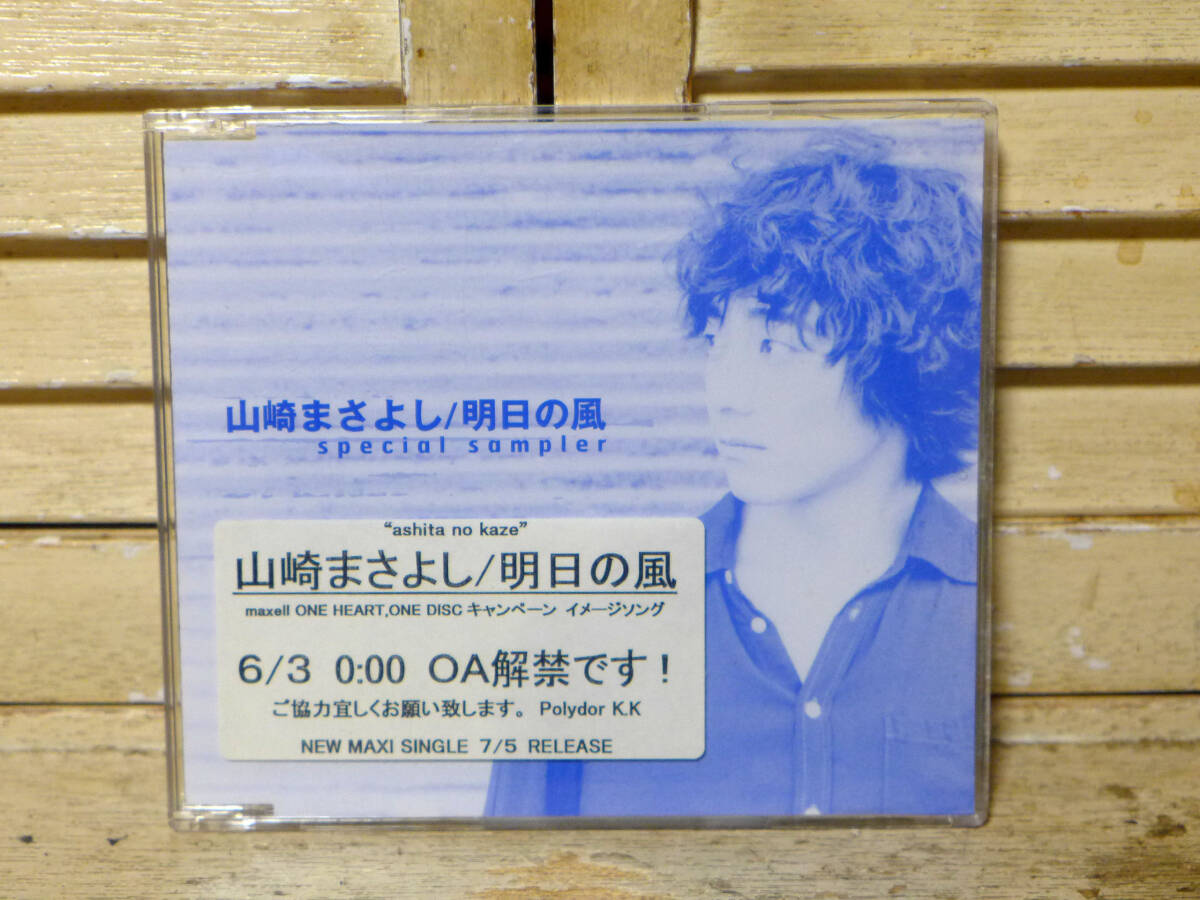 山崎まさよし/明日の風
special sampler
“ashita no kaze”
山崎まさよし/明日の風
maxell ONE HEART,ONE DISC キャンペーン イメージソング
6/3 0:00 OA解禁です!
ご協力宜しくお願い致します。 Polydor K.K
NEW MAXI SINGLE 7/5 RELEASE